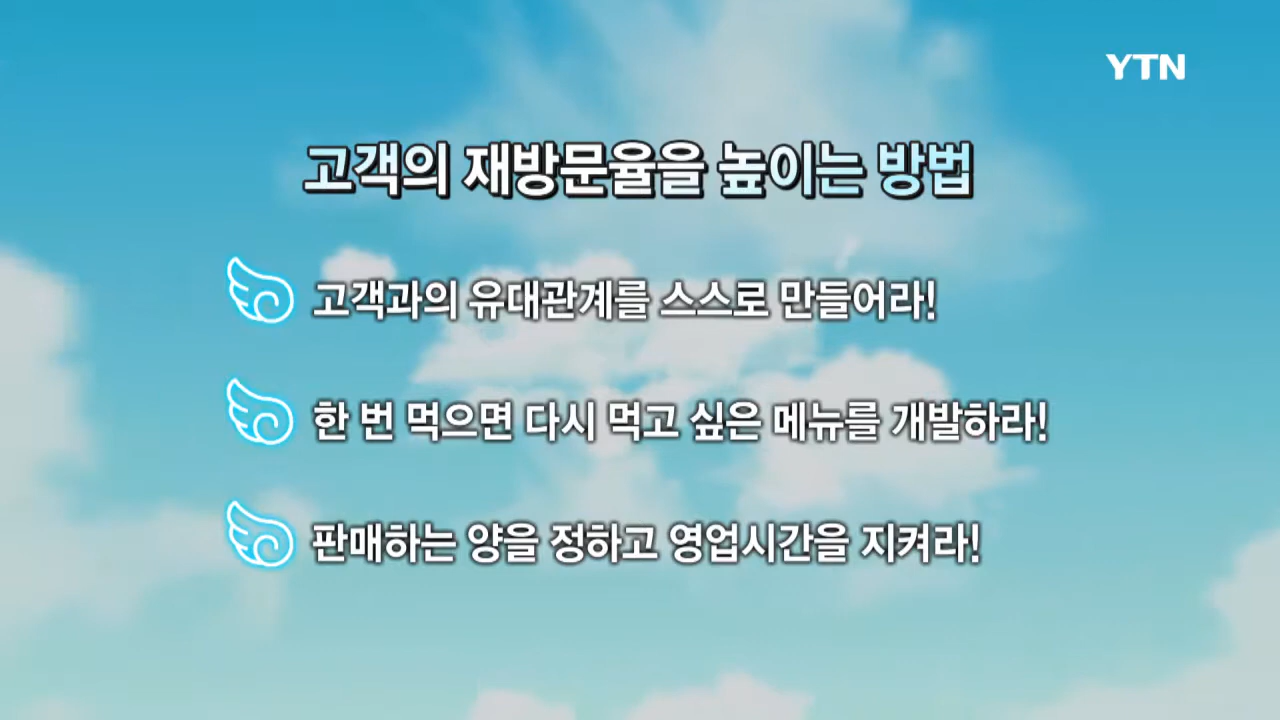 YTN
고객의 재방문율을 높이는 방법
고객과의 유대관계를 스스로 만들어라!
한 번 먹으면 다시 먹고 싶은 메뉴를 개발하라!
판매하는 양을 정하고 영업시간을 지켜라!